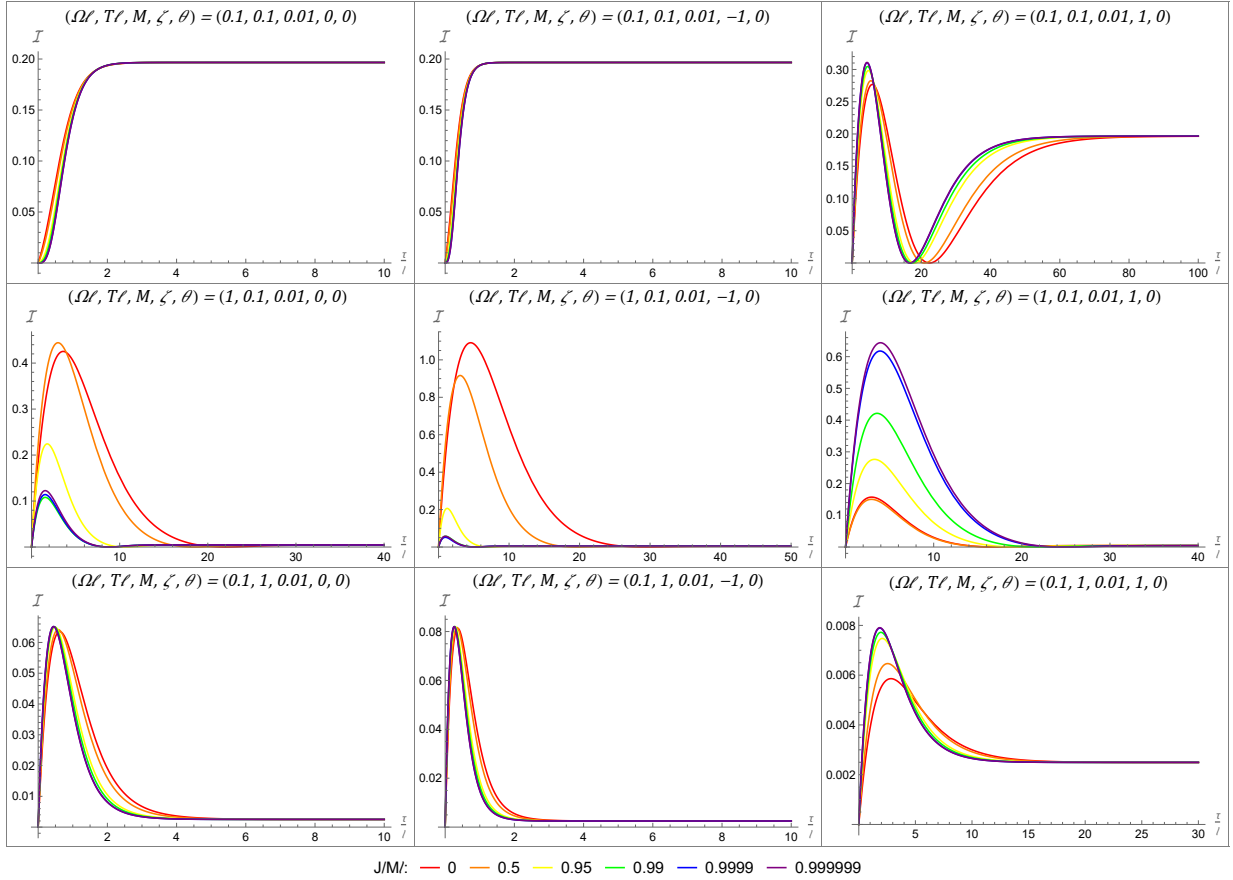 (Ωℓ, Tℓ, M, ζ, θ) = (0.1, 0.1, 0.01, 0, 0)
I
0.20
0.15
0.10
0.05
0 2 4 6 8 10
τ/l
(Ωℓ, Tℓ, M, ζ, θ) = (0.1, 0.1, 0.01, -1, 0)
I
0.20
0.15
0.10
0.05
0 2 4 6 8 10
τ/l
(Ωℓ, Tℓ, M, ζ, θ) = (0.1, 0.1, 0.01, 1, 0)
I
0.30
0.25
0.20
0.15
0.10
0.05
0 20 40 60 80 100
τ/l
(Ωℓ, Tℓ, M, ζ, θ) = (1, 0.1, 0.01, 0, 0)
I
0.4
0.3
0.2
0.1
10 20 30 40
τ/l
(Ωℓ, Tℓ, M, ζ, θ) = (1, 0.1, 0.01, -1, 0)
I
1.0
0.8
0.6
0.4
0.2
10 20 30 40 50
τ/l
(Ωℓ, Tℓ, M, ζ, θ) = (1, 0.1, 0.01, 1, 0)
I
0.6
0.5
0.4
0.3
0.2
0.1
10 20 30 40
τ/l
(Ωℓ, Tℓ, M, ζ, θ) = (0.1, 1, 0.01, 0, 0)
I
0.06
0.05
0.04
0.03
0.02
0.01
0 2 4 6 8 10
τ/l
(Ωℓ, Tℓ, M, ζ, θ) = (0.1, 1, 0.01, -1, 0)
I
0.08
0.06
0.04
0.02
0 2 4 6 8 10
τ/l
(Ωℓ, Tℓ, M, ζ, θ) = (0.1, 1, 0.01, 1, 0)
I
0.008
0.006
0.004
0.002
5 10 15 20 25 30
τ/l
J/M/: 0 0.5 0.95 0.99 0.9999 0.999999